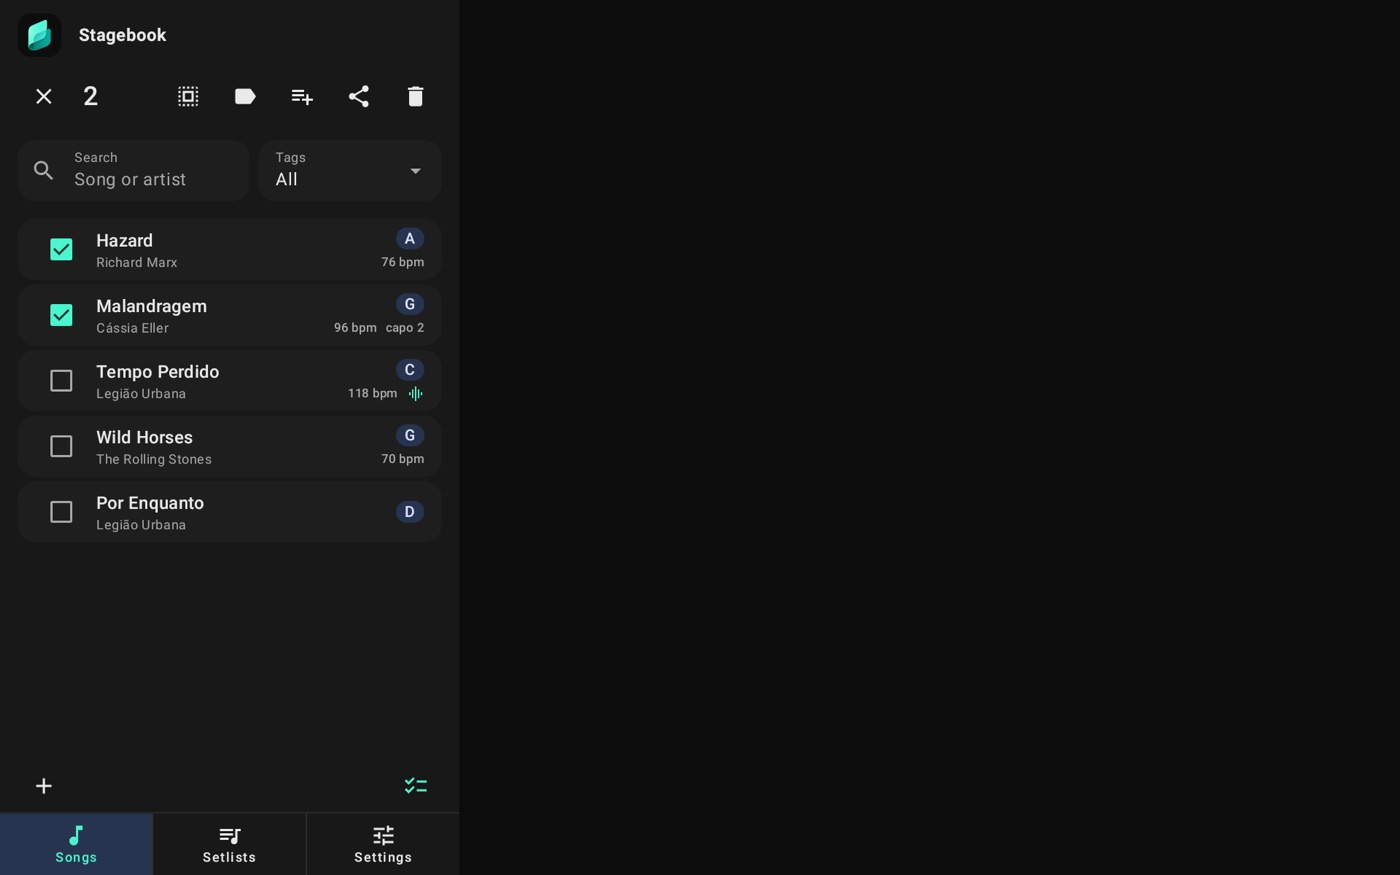 Stagebook
2
Search
Song or artist
Tags
All
Hazard
A
Richard Marx
76 bpm
Malandragem
G
Cássia Eller
96 bpm capo 2
Tempo Perdido
C
Legião Urbana
118 bpm
Wild Horses
G
The Rolling Stones
70 bpm
Por Enquanto
D
Legião Urbana
Songs
Setlists
Settings